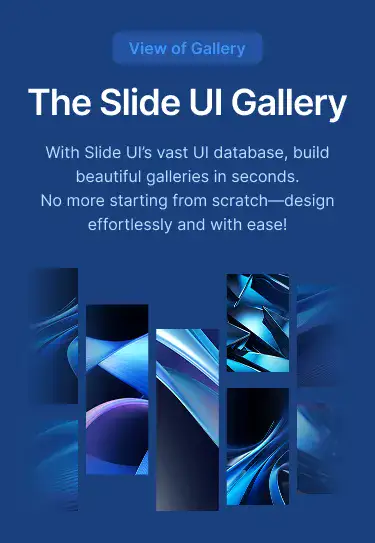 View of Gallery
The Slide UI Gallery
With Slide UI’s vast UI database, build
beautiful galleries in seconds.
No more starting from scratch—design
effortlessly and with ease!